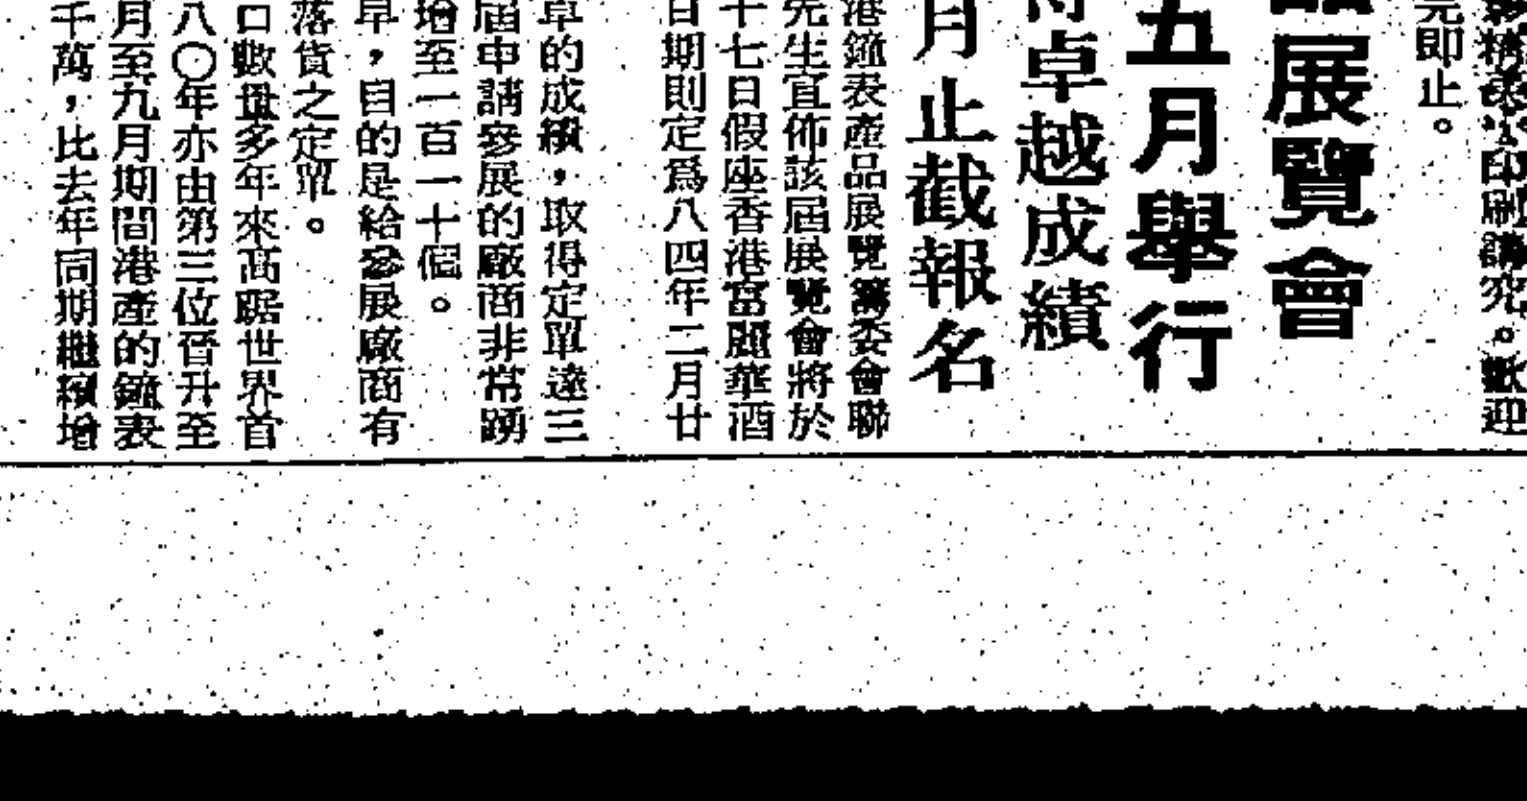 精美，印刷講究。歡迎
完即止。
品展覽會
五月舉行
得卓越成績
月止截報名
港鐘表產品展覽籌委會聯
先生宣佈該屆展覽會將於
十七日假座香港富麗華酒
日期則定爲八四年二月廿
卓的成績，取得定單達三
屆申請參展的廠商非常踴
增至一百一十個。
早，目的是給參展廠商有
落貨之定單。
口數量多年來高踞世界首
八〇年亦由第三位晉升至
月至九月期間港產的鐘表
千萬，比去年同期繼續增